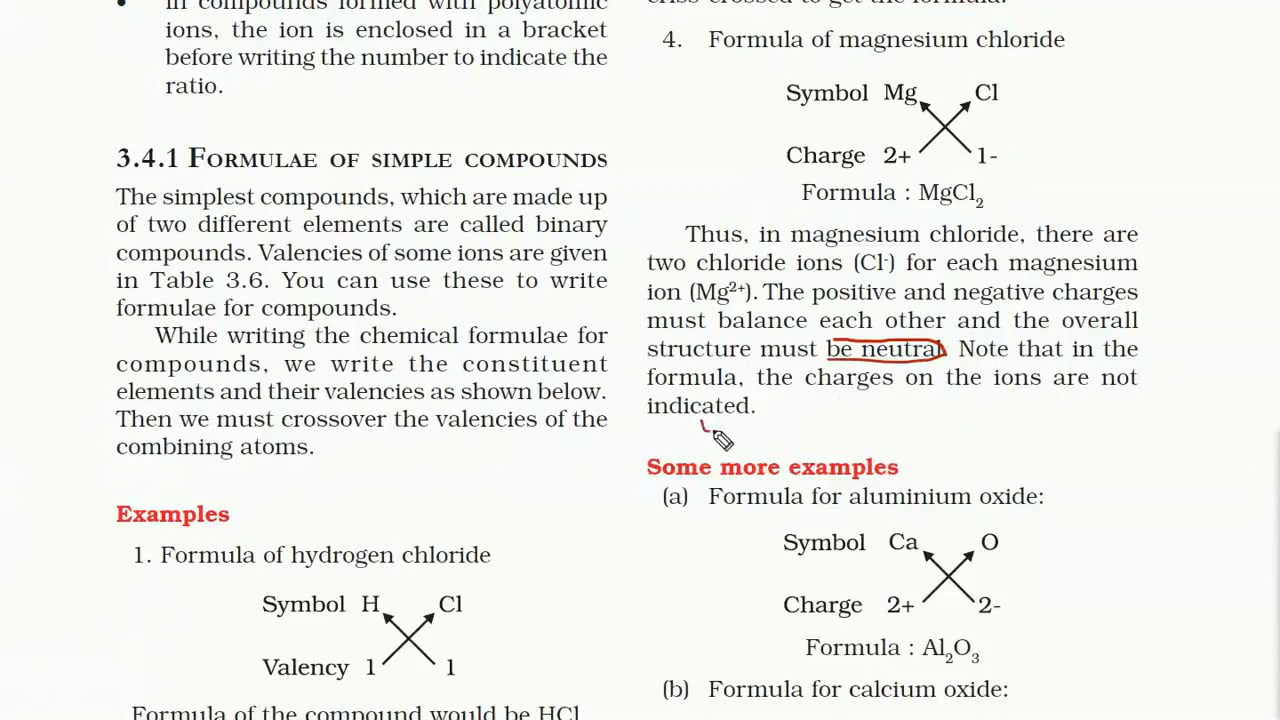 • in compounds formed with polyatomic
ions, the ion is enclosed in a bracket
before writing the number to indicate the
ratio.
3.4.1 FORMULAE OF SIMPLE COMPOUNDS
The simplest compounds, which are made up
of two different elements are called binary
compounds. Valencies of some ions are given
in Table 3.6. You can use these to write
formulae for compounds.
While writing the chemical formulae for
compounds, we write the constituent
elements and their valencies as shown below.
Then we must crossover the valencies of the
combining atoms.
Examples
1. Formula of hydrogen chloride
Symbol H Cl
Valency 1 1
Formula of the compound would be HCl
criss-crossed to get the formula.
4. Formula of magnesium chloride
Symbol Mg Cl
Charge 2+ 1-
Formula : MgCl₂
Thus, in magnesium chloride, there are
two chloride ions (Cl⁻) for each magnesium
ion (Mg²⁺). The positive and negative charges
must balance each other and the overall
structure must be neutral. Note that in the
formula, the charges on the ions are not
indicated.
Some more examples
(a) Formula for aluminium oxide:
Symbol Ca O
Charge 2+ 2-
Formula : Al₂O₃
(b) Formula for calcium oxide: